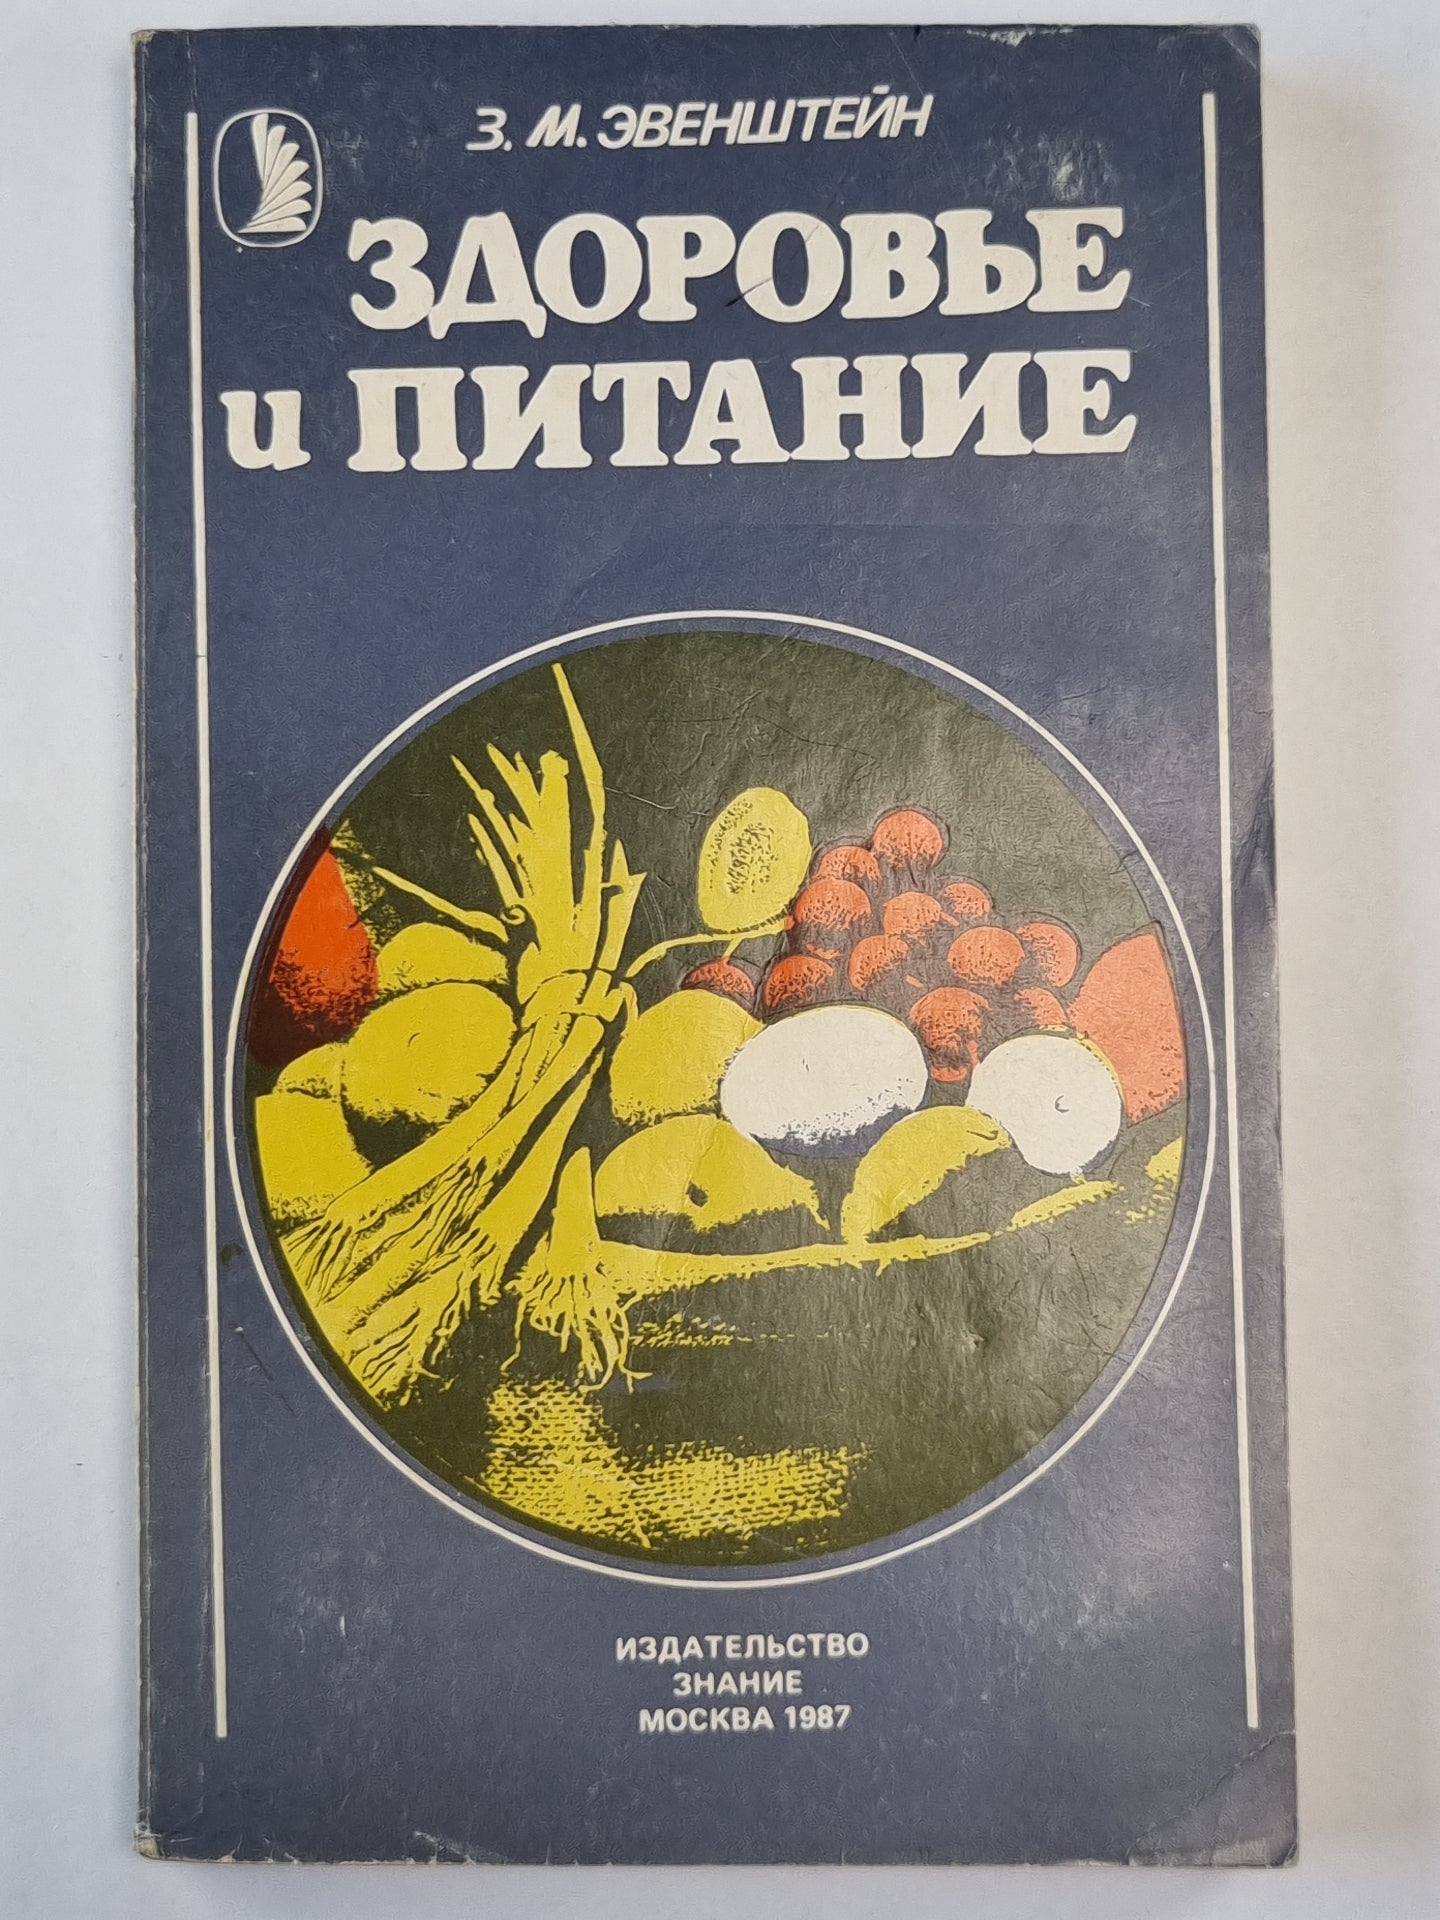 З. М. ЭВЕНШТЕЙН
ЗДОРОВЬЕ
и ПИТАНИЕ
ИЗДАТЕЛЬСТВО
ЗНАНИЕ
МОСКВА 1987